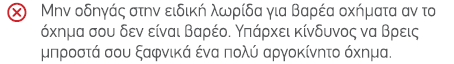 Μην οδηγάς στην ειδική λωρίδα για βαρέα οχήματα αν το
όχημα σου δεν είναι βαρέο. Υπάρχει κίνδυνος να βρεις
μπροστά σου ξαφνικά ένα πολύ αργοκίνητο όχημα.